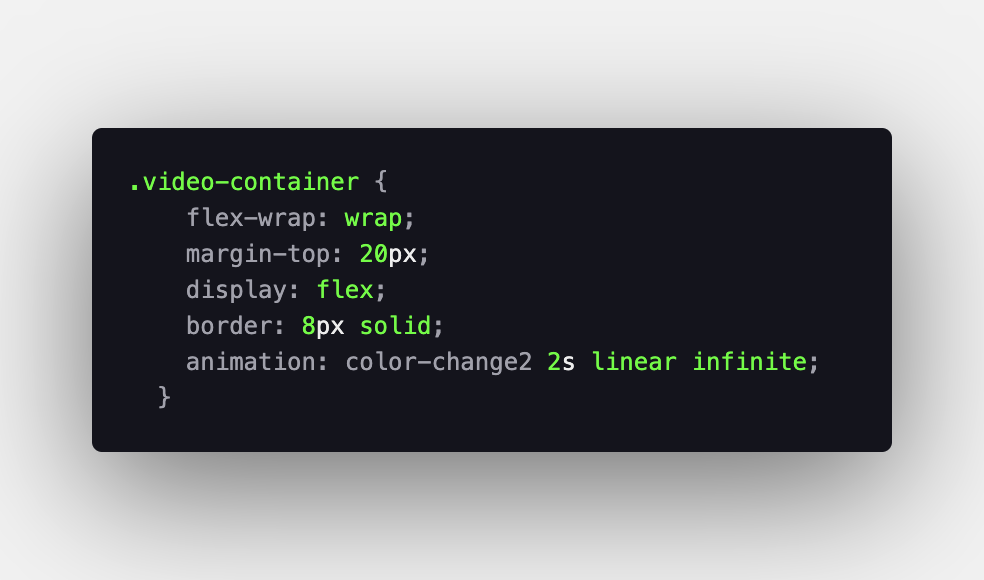 .video-container {
    flex-wrap: wrap;
    margin-top: 20px;
    display: flex;
    border: 8px solid;
    animation: color-change2 2s linear infinite;
  }